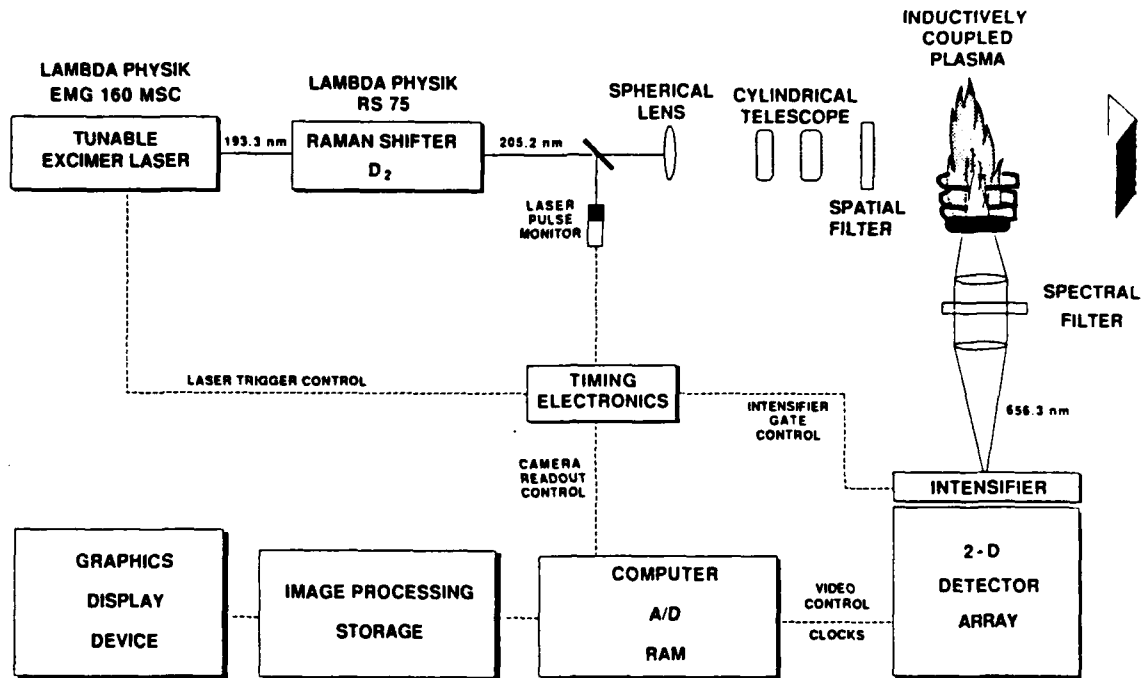 INDUCTIVELY
COUPLED
PLASMA
LAMBDA PHYSIK
EMG 160 MSC
LAMBDA PHYSIK
RS 75
SPHERICAL
LENS
CYLINDRICAL
TELESCOPE
TUNABLE
EXCIMER LASER
193.3 nm
RAMAN SHIFTER
D2
205.2 nm
LASER
PULSE
MONITOR
SPATIAL
FILTER
SPECTRAL
FILTER
LASER TRIGGER CONTROL
TIMING
ELECTRONICS
INTENSIFIER
GATE
CONTROL
656.3 nm
CAMERA
READOUT
CONTROL
INTENSIFIER
GRAPHICS
DISPLAY
DEVICE
IMAGE PROCESSING
STORAGE
COMPUTER
A/D
RAM
VIDEO
CONTROL
CLOCKS
2-D
DETECTOR
ARRAY